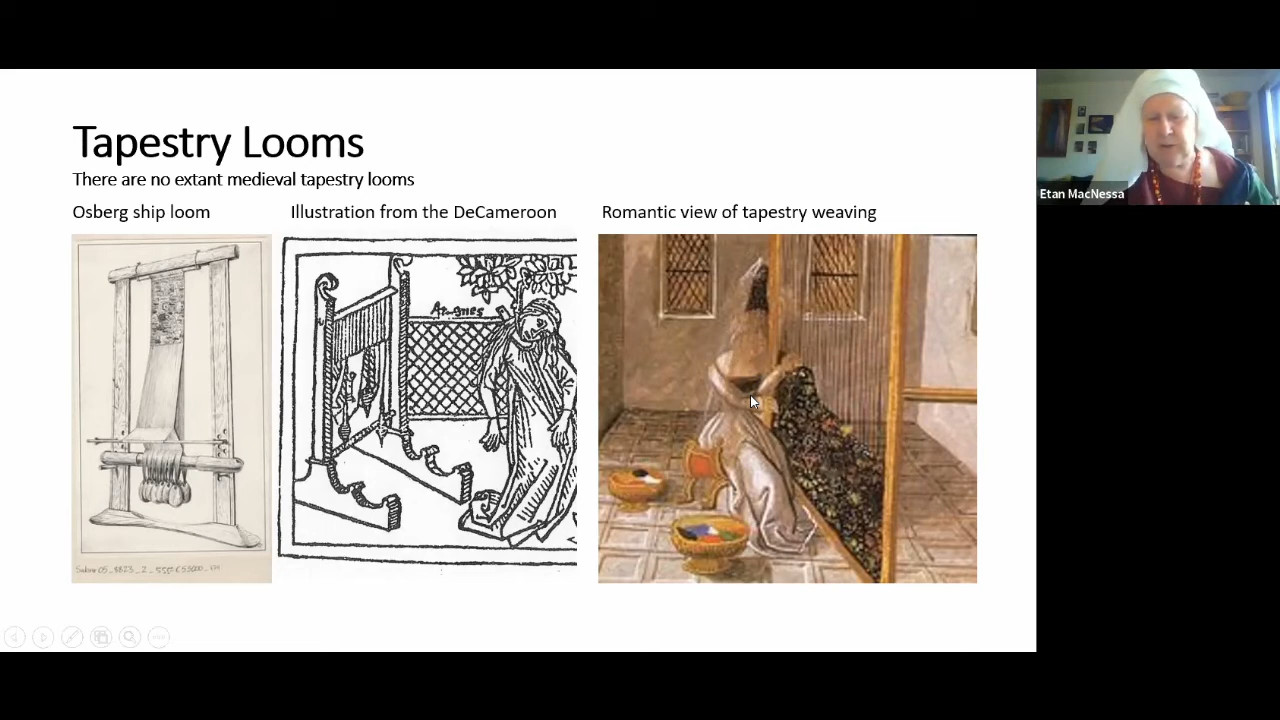 Tapestry Looms
There are no extant medieval tapestry looms
Osberg ship loom
Illustration from the DeCameroon
Romantic view of tapestry weaving
Etan MacNessa